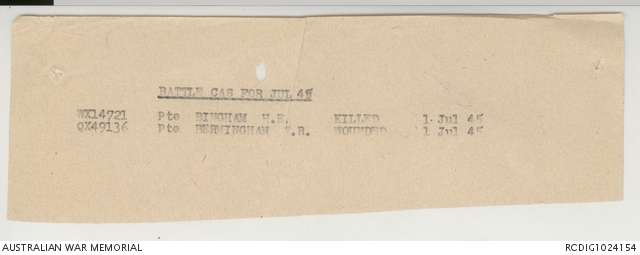 BATTLE CAS FOR JUL 45
WX14721 Pte BINGHAM H.R. KILLED 1 Jul 45
QX49136 Pte BERMINGHAM T.R. WOUNDED 1 Jul 45
AUSTRALIAN WAR MEMORIAL
RCDIG1024154